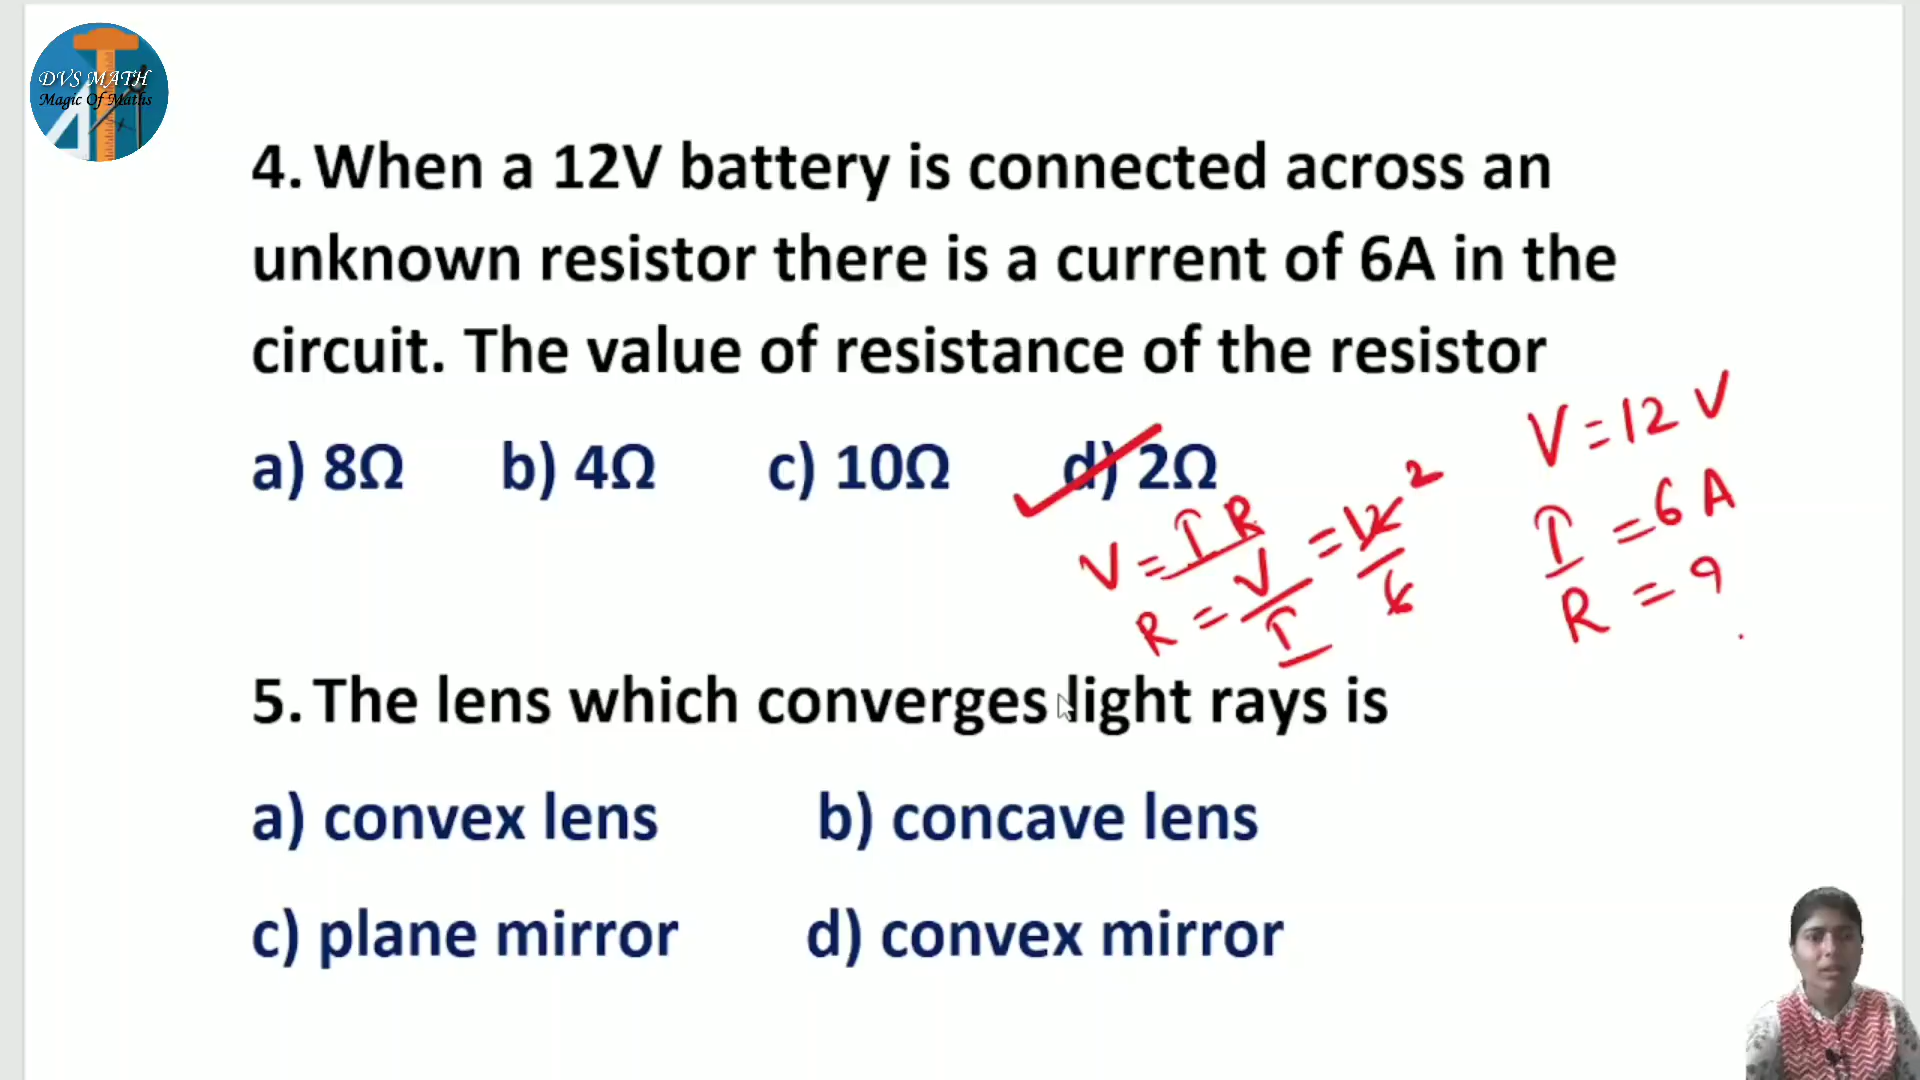 DVS MATH
Magic Of Maths
4. When a 12V battery is connected across an
unknown resistor there is a current of 6A in the
circuit. The value of resistance of the resistor
a) 8Ω b) 4Ω c) 10Ω d) 2Ω
V = 12 V
I = 6 A
R = ?
V = I R
R = V/I = 12/6 2
5. The lens which converges light rays is
a) convex lens b) concave lens
c) plane mirror d) convex mirror